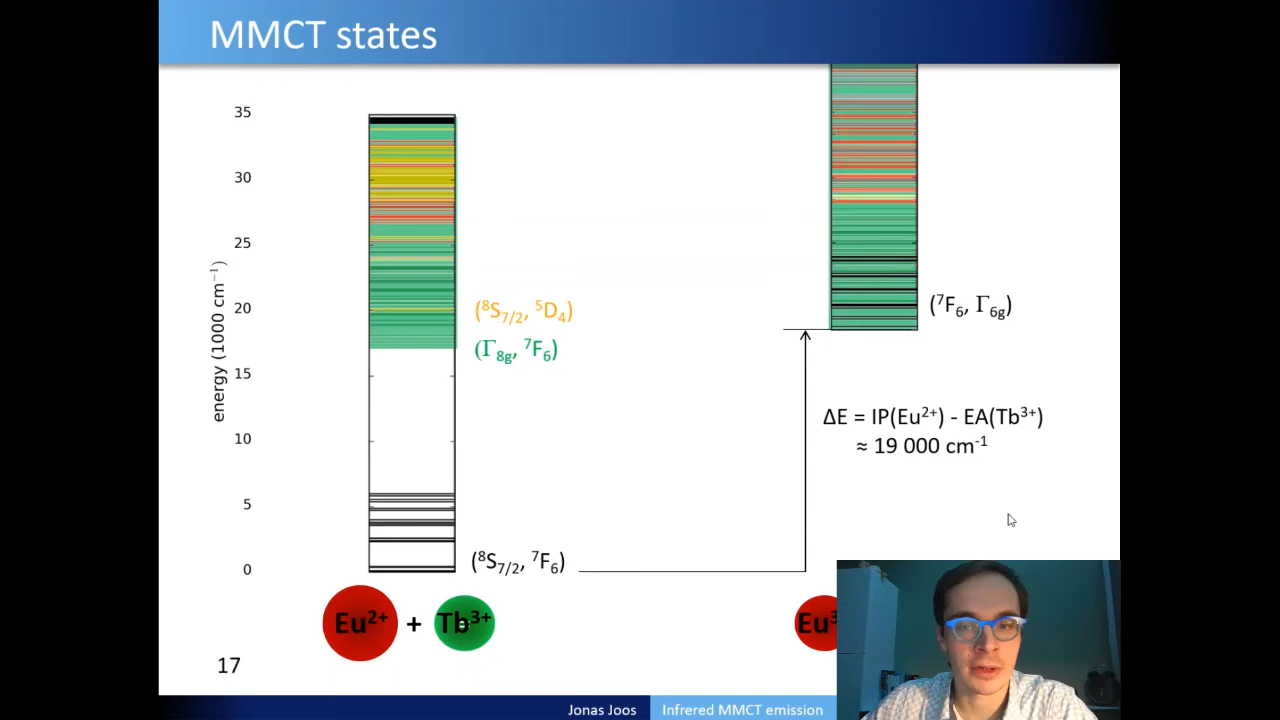 MMCT states
35
30
25
20
15
10
5
0
energy (1000 cm⁻¹)
(⁸S₇/₂, ⁵D₄)
(Γ₈g, ⁷F₆)
(⁸S₇/₂, ⁷F₆)
(⁷F₆, Γ₆g)
ΔE = IP(Eu²⁺) - EA(Tb³⁺)
≈ 19 000 cm⁻¹
Eu²⁺ + Tb³⁺
Eu³
17
Jonas Joos
Infrered MMCT emission